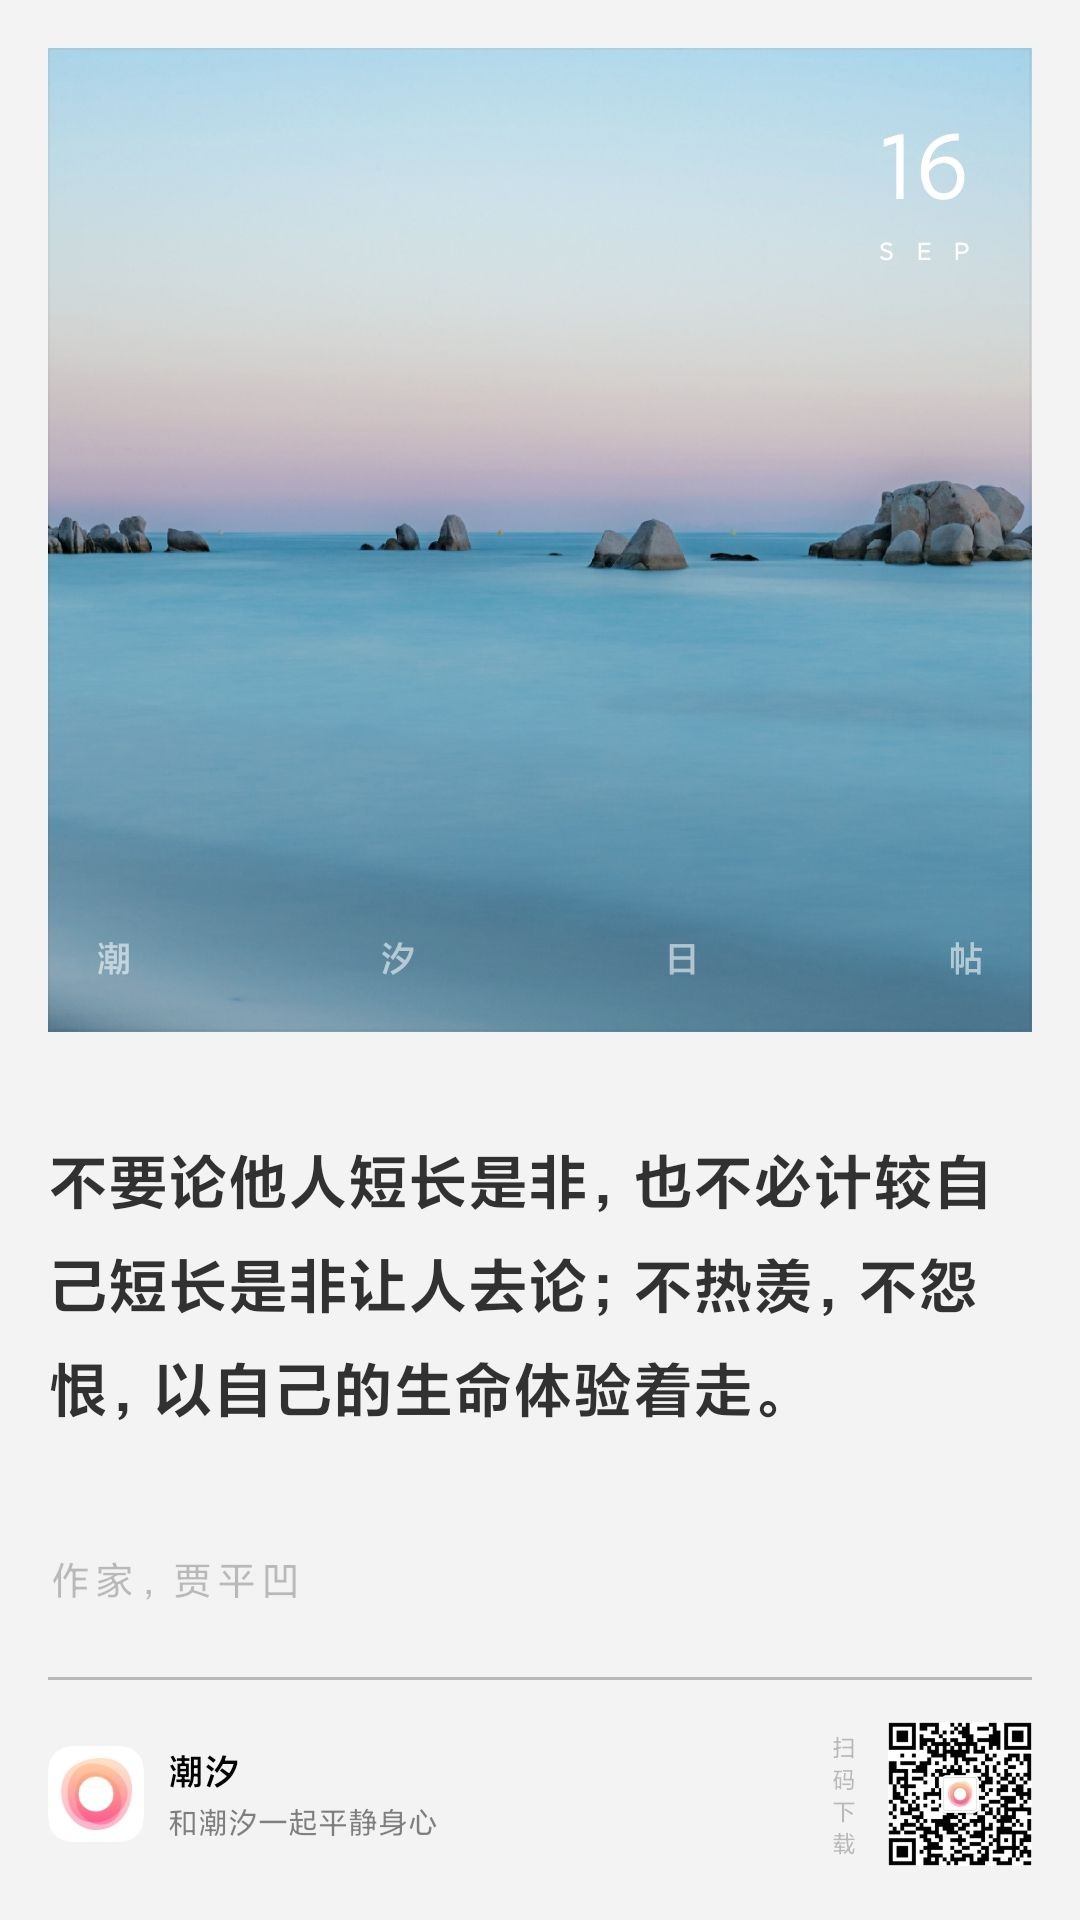 16
SEP
潮汐日帖
不要论他人短长是非，也不必计较自
己短长是非让人去论；不热羡，不怨
恨，以自己的生命体验着走。
作家，贾平凹
潮汐
和潮汐一起平静身心
扫码下载